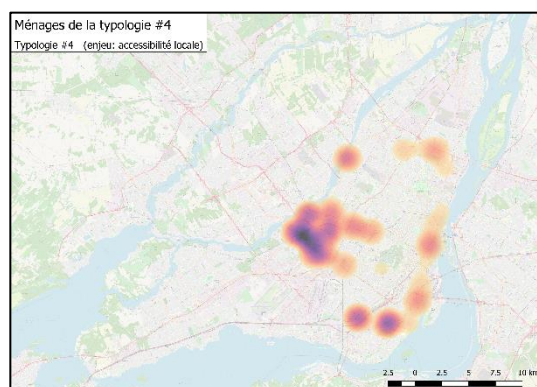 Ménages de la typologie #4
Typologie #4 (enjeu: accessibilité locale)
2.5 0 2.5 5 7.5 10 km